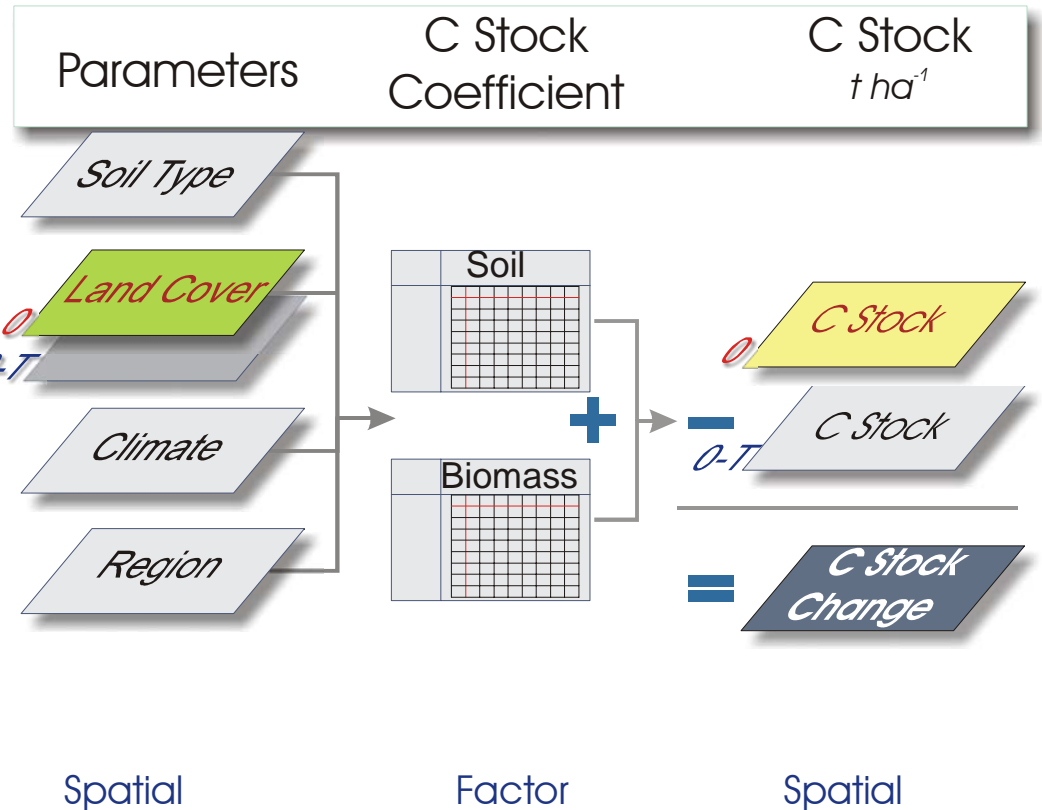 Parameters
C Stock
Coefficient
C Stock
t ha-1
Soil Type
Land Cover
0
-T
Climate
Region
Soil
+
Biomass
C Stock
0
−
C Stock
0-T
=
C Stock
Change
Spatial
Factor
Spatial